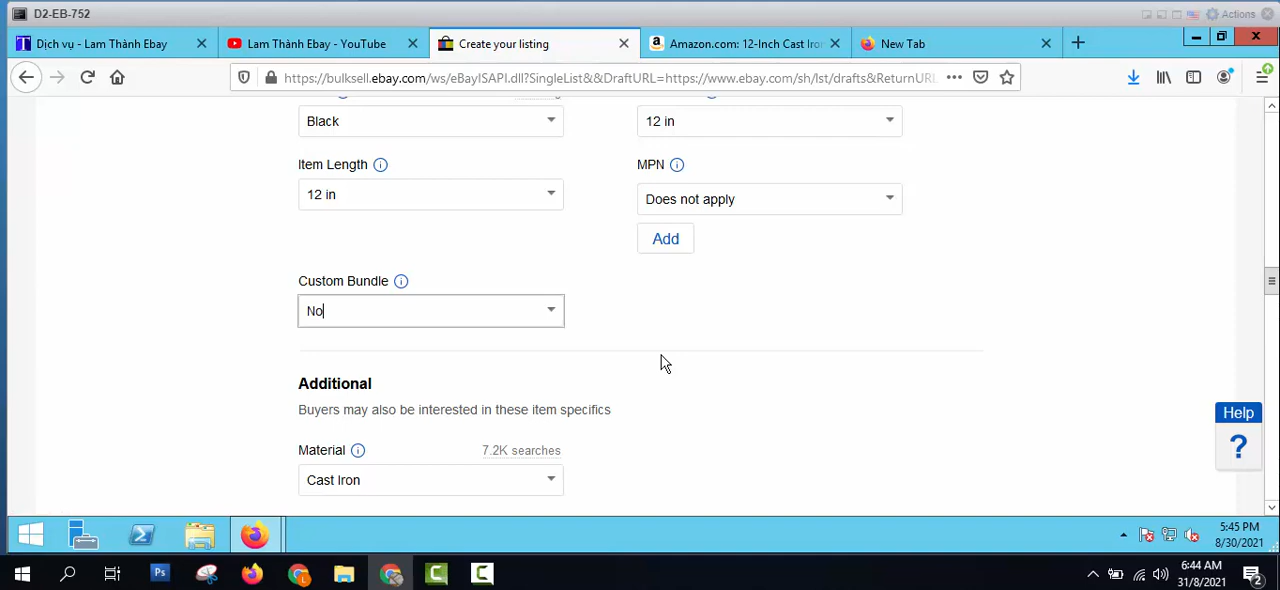 D2-EB-752
Actions
Dịch vụ - Lam Thành Ebay
Lam Thành Ebay - YouTube
Create your listing
Amazon.com: 12-Inch Cast Iron
New Tab
https://bulksell.ebay.com/ws/eBayISAPI.dll?SingleList&&DraftURL=https://www.ebay.com/sh/lst/drafts&ReturnURL
Black
12 in
Item Length
MPN
12 in
Does not apply
Add
Custom Bundle
No
Additional
Buyers may also be interested in these item specifics
Help
?
Material
7.2K searches
Cast Iron
5:45 PM
8/30/2021
Ps
6:44 AM
31/8/2021
2